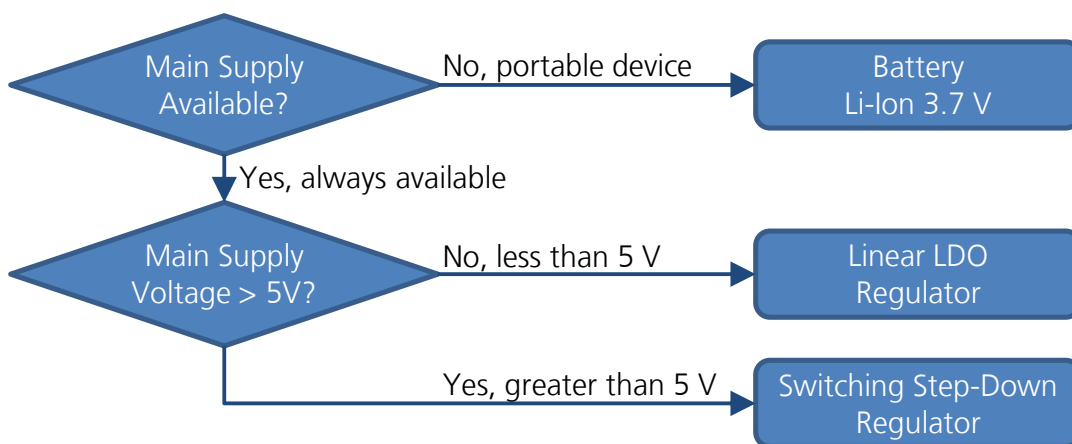 Main Supply
Available?
No, portable device
Battery
Li-Ion 3.7 V
Yes, always available
Main Supply
Voltage > 5V?
No, less than 5 V
Linear LDO
Regulator
Yes, greater than 5 V
Switching Step-Down
Regulator